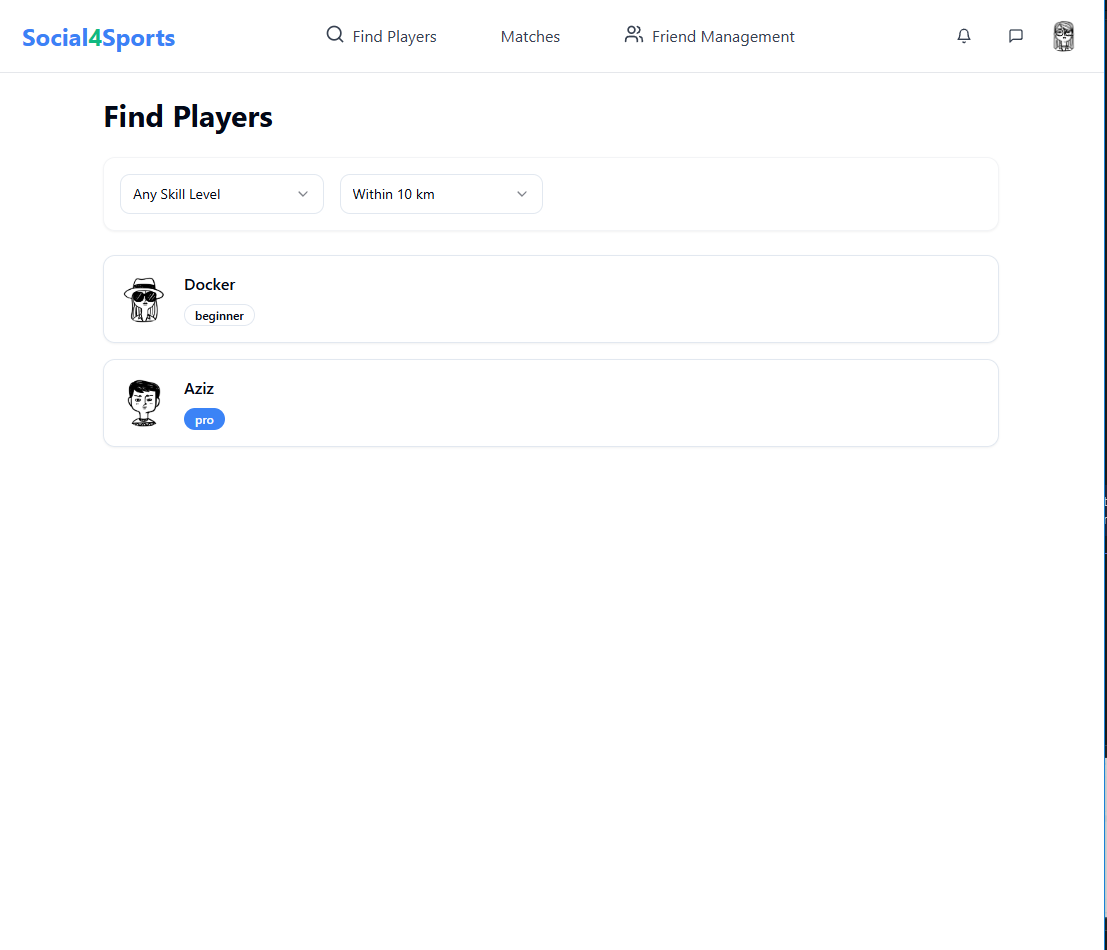 Social4Sports
Find Players
Matches
Friend Management
Find Players
Any Skill Level
Within 10 km
Docker
beginner
Aziz
pro